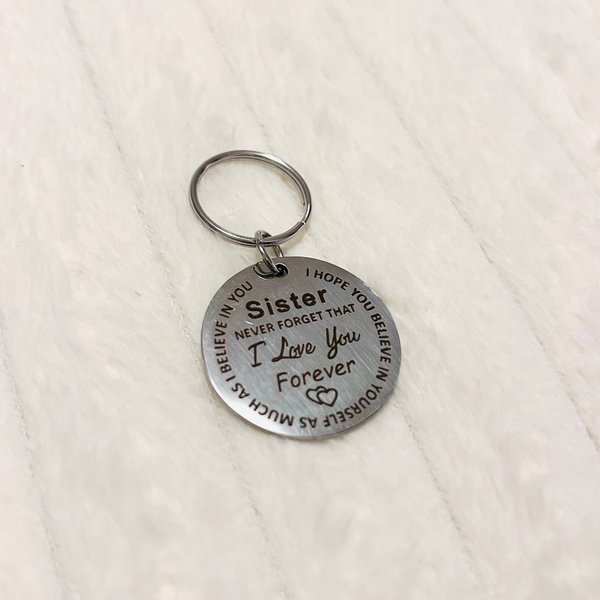 Sister
NEVER FORGET THAT
I Love You
Forever
I HOPE YOU BELIEVE IN YOURSELF AS MUCH AS I BELIEVE IN YOU